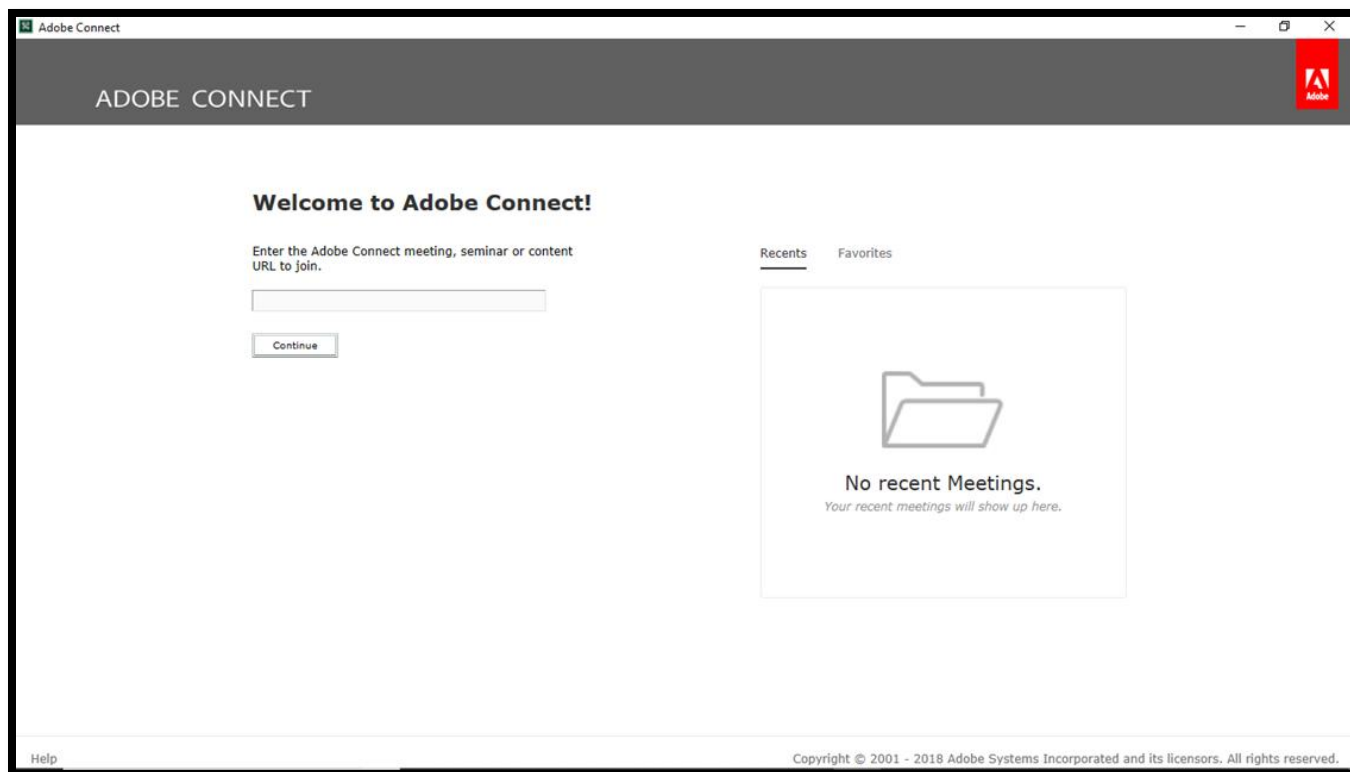 Adobe Connect
ADOBE CONNECT
Adobe
Welcome to Adobe Connect!
Enter the Adobe Connect meeting, seminar or content
URL to join.
Continue
Recents Favorites
No recent Meetings.
Your recent meetings will show up here.
Help
Copyright © 2001 - 2018 Adobe Systems Incorporated and its licensors. All rights reserved.